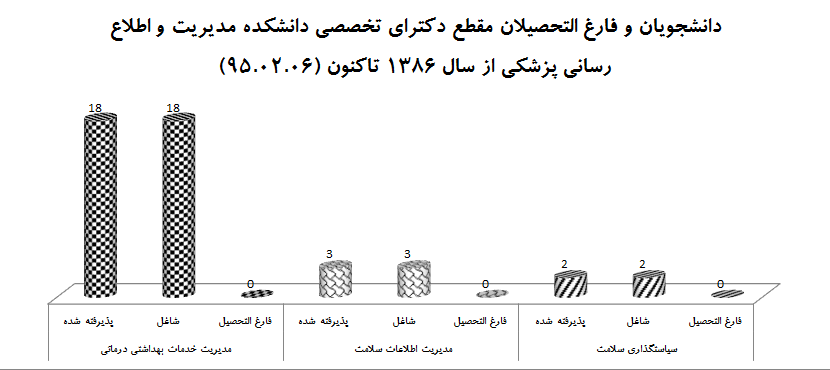 دانشجویان و فارغ التحصیلان مقطع دکترای تخصصی دانشکده مدیریت و اطلاع
رسانی پزشکی از سال ۱۳۸۶ تاکنون (۹۵.۰۲.۰۶)
18 18 0 3 3 0 2 2 0
پذیرفته شده شاغل فارغ التحصیل پذیرفته شده شاغل فارغ التحصیل پذیرفته شده شاغل فارغ التحصیل
مدیریت خدمات بهداشتی درمانی مدیریت اطلاعات سلامت سیاستگذاری سلامت